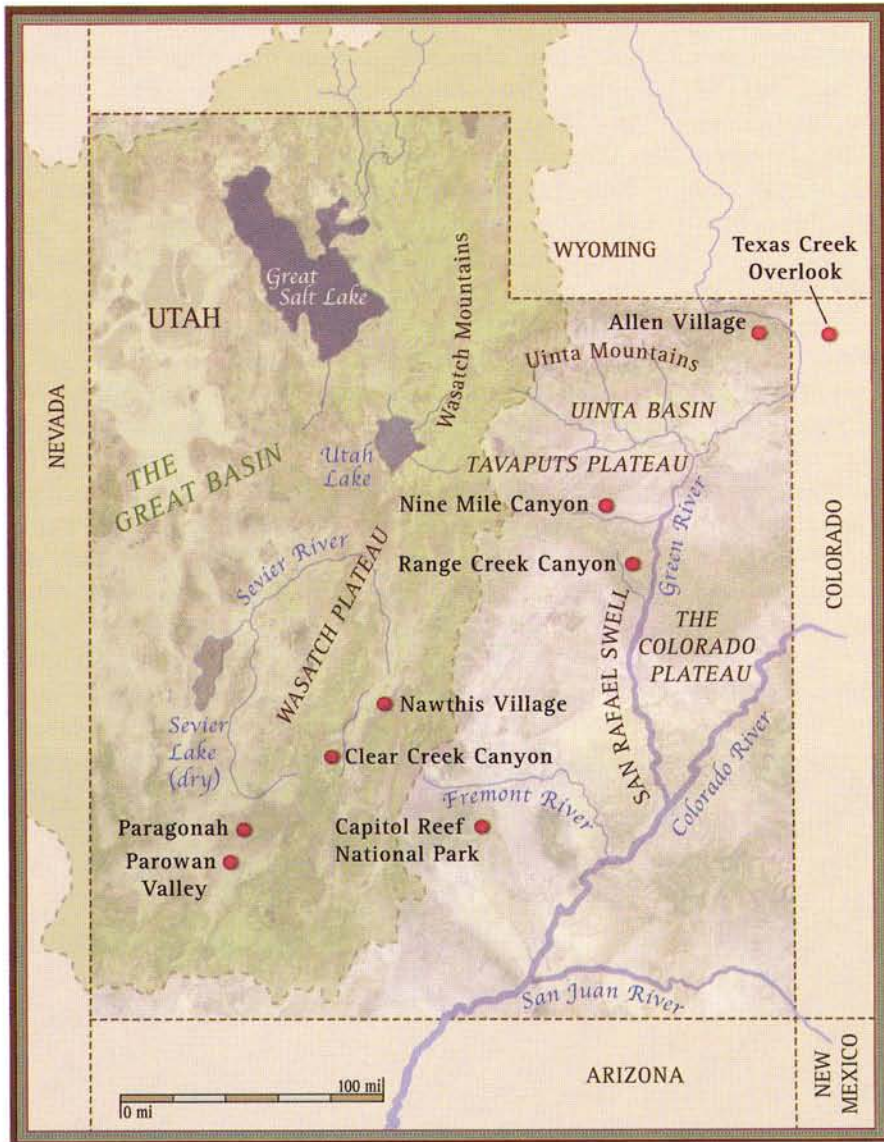 WYOMING
Texas Creek
Overlook
Great
Salt Lake
Wasatch Mountains
UTAH
Allen Village
Uinta Mountains
NEVADA
UINTA BASIN
THE
GREAT BASIN
Utah
Lake
TAVAPUTS PLATEAU
Nine Mile Canyon
Green River
COLORADO
Sevier River
WASATCH PLATEAU
Range Creek Canyon
SAN RAFAEL SWELL
THE
COLORADO
PLATEAU
Sevier
Lake
(dry)
Nawthis Village
Clear Creek Canyon
Fremont River
Colorado River
Paragonah
Parowan
Valley
Capitol Reef
National Park
San Juan River
100 mi
0 mi
ARIZONA
NEW
MEXICO